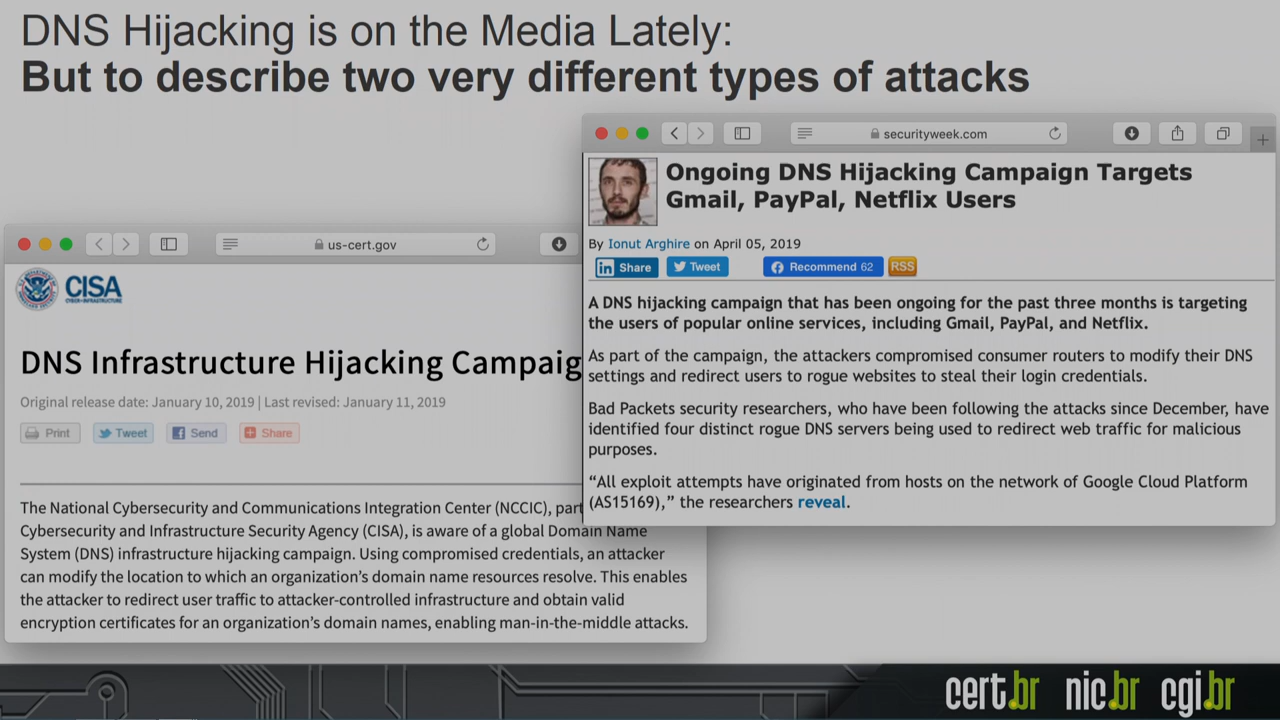 DNS Hijacking is on the Media Lately:
But to describe two very different types of attacks
securityweek.com
Ongoing DNS Hijacking Campaign Targets
Gmail, PayPal, Netflix Users
By Ionut Arghire on April 05, 2019
in Share Tweet Recommend 62 RSS
A DNS hijacking campaign that has been ongoing for the past three months is targeting
the users of popular online services, including Gmail, PayPal, and Netflix.
As part of the campaign, the attackers compromised consumer routers to modify their DNS
settings and redirect users to rogue websites to steal their login credentials.
Bad Packets security researchers, who have been following the attacks since December, have
identified four distinct rogue DNS servers being used to redirect web traffic for malicious
purposes.
“All exploit attempts have originated from hosts on the network of Google Cloud Platform
(AS15169),” the researchers reveal.
us-cert.gov
CISA
CYBER+INFRASTRUCTURE
DNS Infrastructure Hijacking Campaig
Original release date: January 10, 2019 | Last revised: January 11, 2019
Print Tweet Send Share
The National Cybersecurity and Communications Integration Center (NCCIC), part
Cybersecurity and Infrastructure Security Agency (CISA), is aware of a global Domain Name
System (DNS) infrastructure hijacking campaign. Using compromised credentials, an attacker
can modify the location to which an organization’s domain name resources resolve. This enables
the attacker to redirect user traffic to attacker-controlled infrastructure and obtain valid
encryption certificates for an organization’s domain names, enabling man-in-the-middle attacks.
cert.br nic.br cgi.br